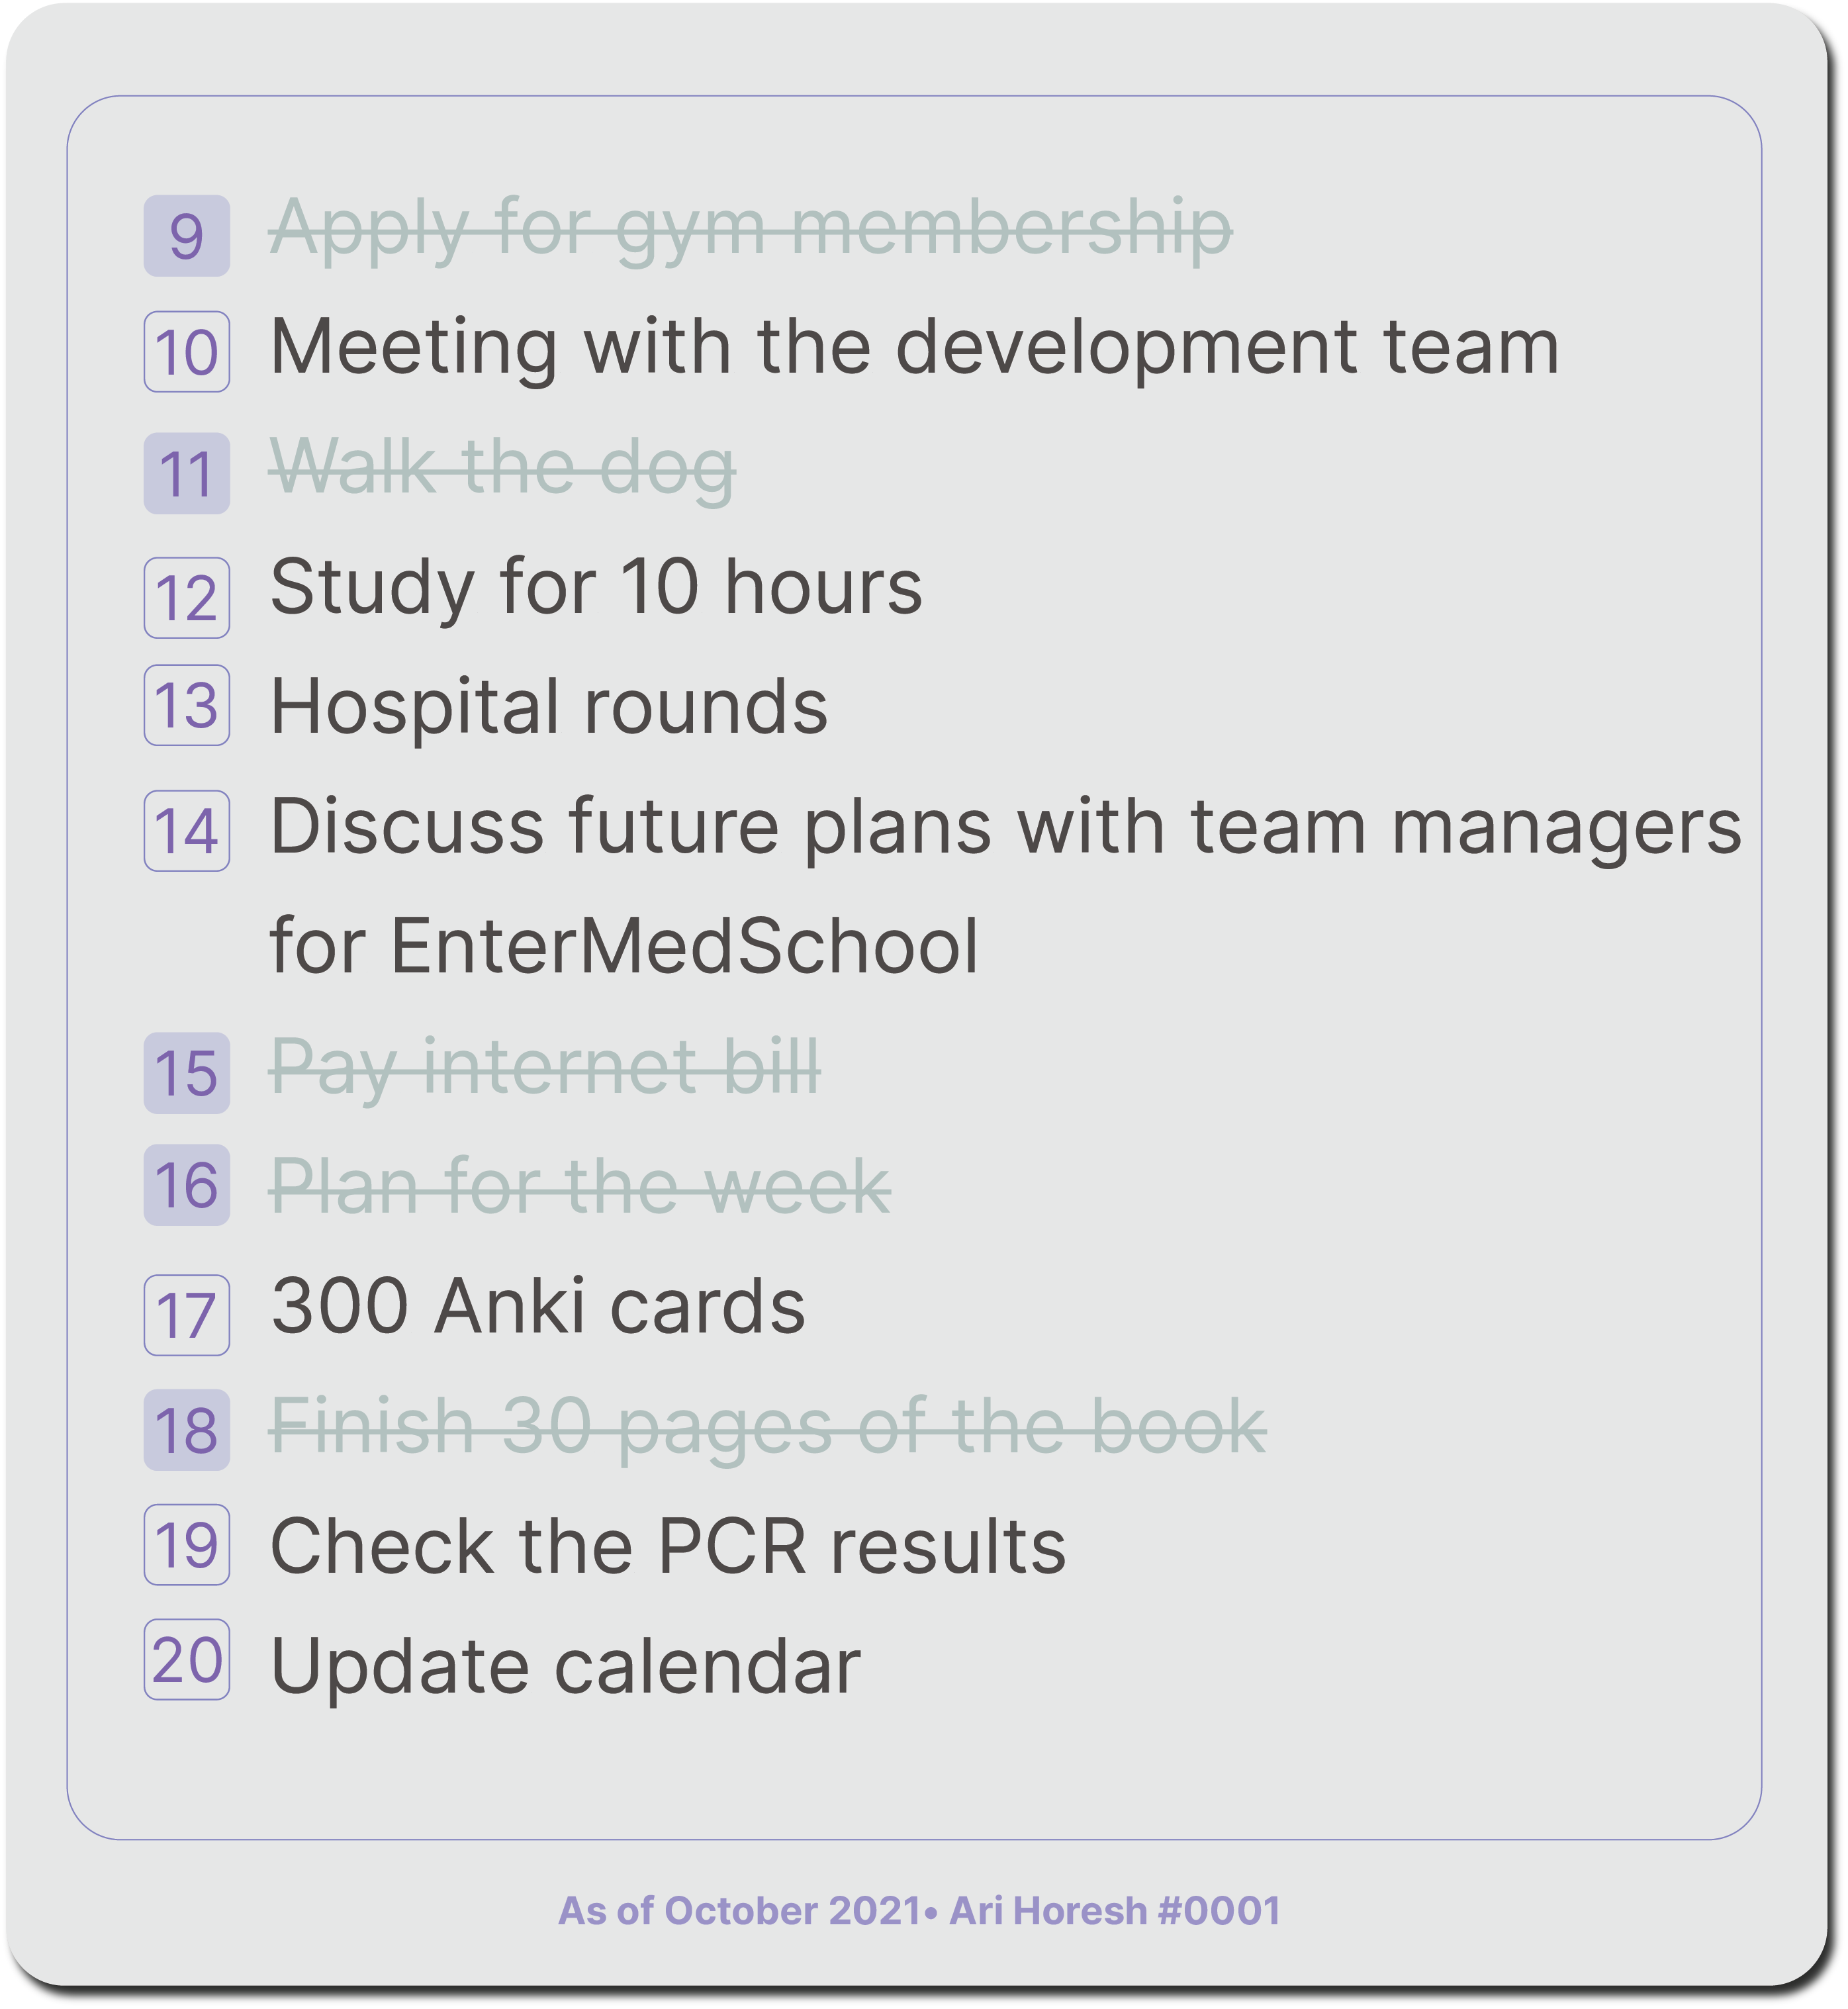 9 Apply for gym membership
10 Meeting with the development team
11 Walk the dog
12 Study for 10 hours
13 Hospital rounds
14 Discuss future plans with team managers
for EnterMedSchool
15 Pay internet bill
16 Plan for the week
17 300 Anki cards
18 Finish 30 pages of the book
19 Check the PCR results
20 Update calendar
As of October 2021• Ari Horesh #0001